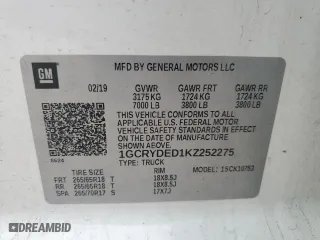 GM
MFD BY GENERAL MOTORS LLC
02/19
GVWR GAWR FRT GAWR RR
3175 KG 1724 KG 1724 KG
7000 LB 3800 LB 3800 LB
THIS VEHICLE CONFORMS TO ALL APPLICABLE
U.S. FEDERAL MOTOR VEHICLE
SAFETY STANDARDS IN EFFECT ON THE
DATE OF MANUFACTURE SHOWN ABOVE.
1GCRYDED1KZ252275
TYPE: TRUCK
TIRE SIZE RIM
FRT 265/65R18 T 18X8.5J
RR 265/65R18 T 18X8.5J
SPA 265/70R17 S 17X7J
© autobidmaster.com